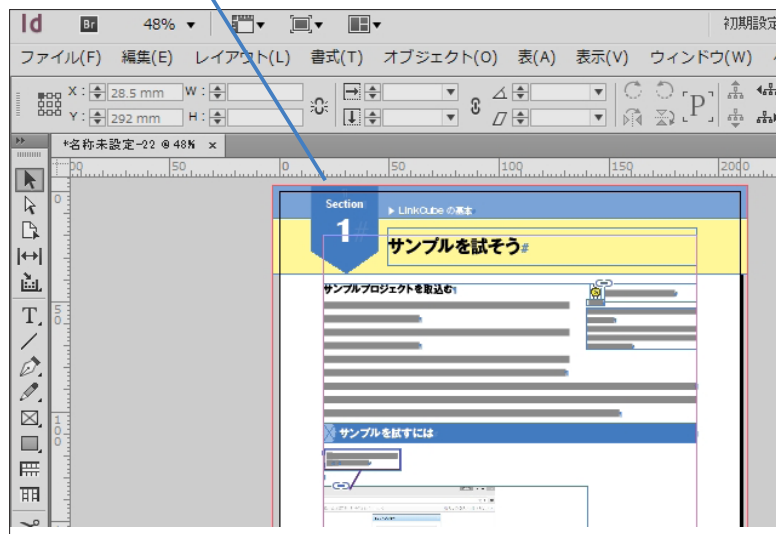 Id Br 48%
初期設定
ファイル(F) 編集(E) レイアウト(L) 書式(T) オブジェクト(O) 表(A) 表示(V) ウィンドウ(W)
X : 28.5 mm W :
Y : 292 mm H :
P
*名称未設定-22 @ 48% ×
50 0 50 100 150 200
0
50
100
T
Section
1#
▶ LinkCube の基本
サンプルを試そう#
サンプルプロジェクトを取込む
サンプルを試すには